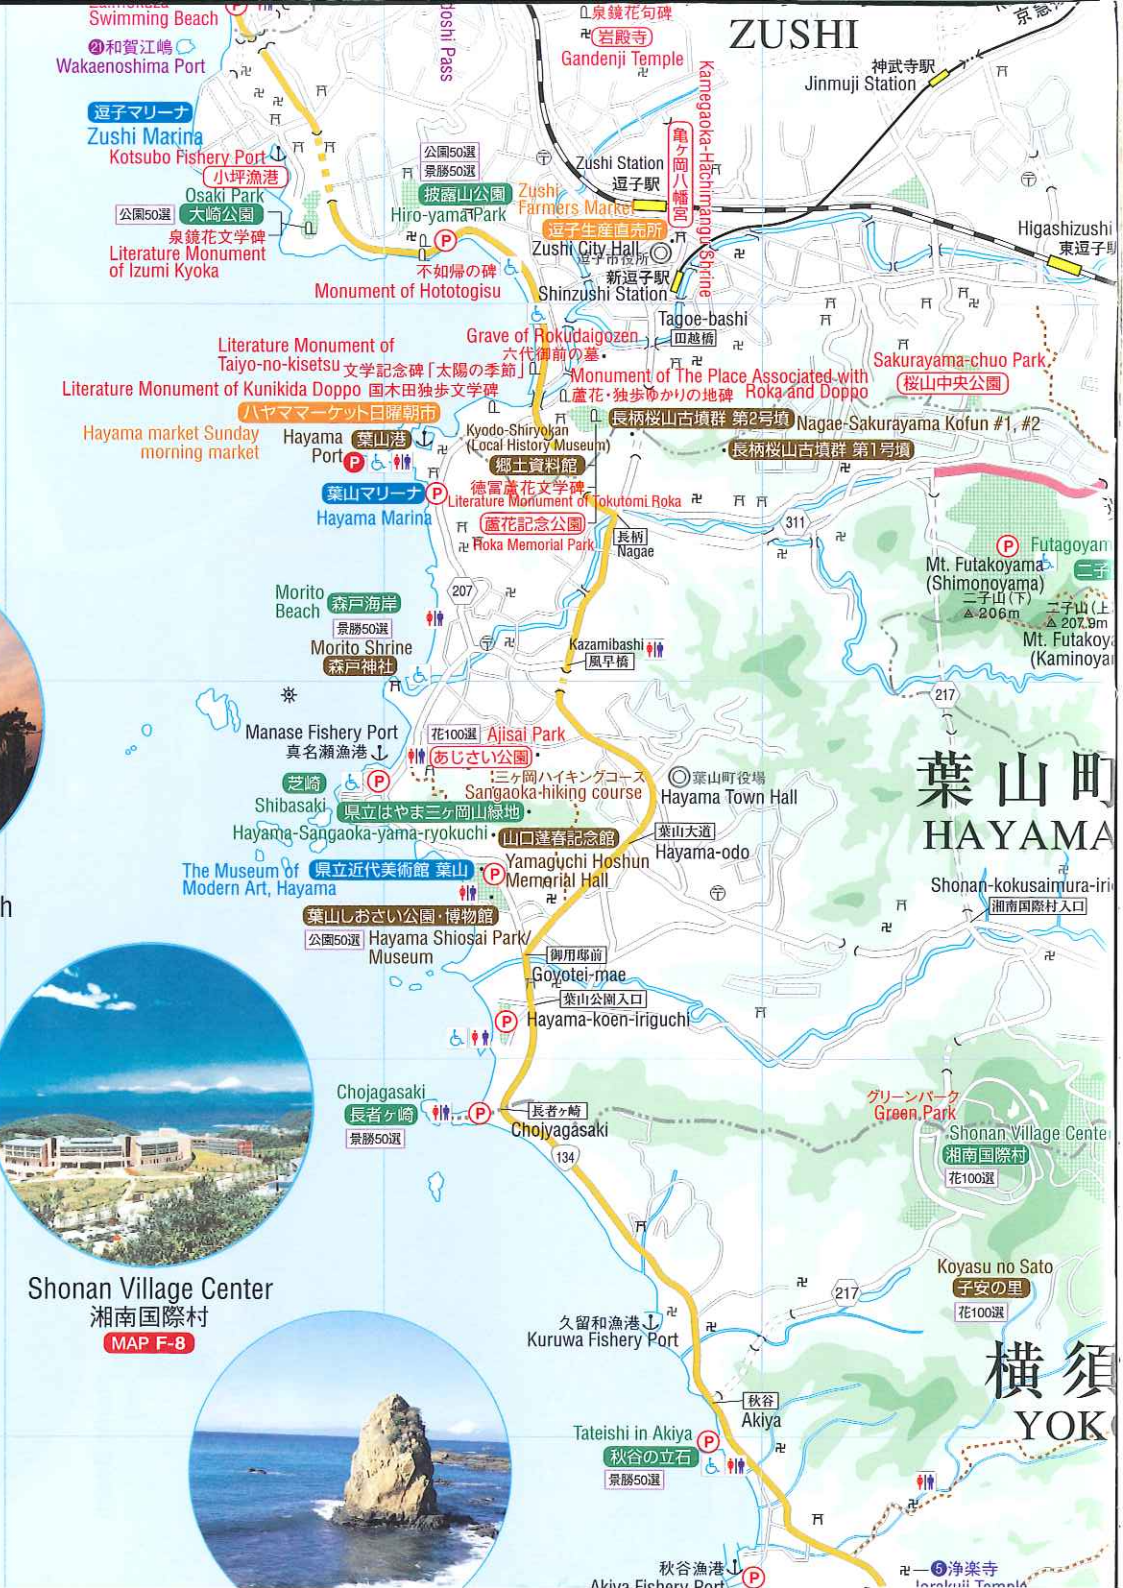 Swimming Beach
㉑和賀江嶋
Wakaenoshima Port
逗子マリーナ
Zushi Marina
Kotsubo Fishery Port
小坪漁港
Osaki Park
公園50選 大崎公園
泉鏡花文学碑
Literature Monument
of Izumi Kyoka
oshi Pass
泉鏡花句碑
岩殿寺
Gandenji Temple
ZUSHI
京急
神武寺駅
Jinmuji Station
Kamegaoka-Hachimangu Shrine
亀ヶ岡八幡宮
Zushi Station
逗子駅
公園50選
景勝50選
披露山公園
Hiro-yama Park
Zushi
Farmers Market
逗子生産直売所
Zushi City Hall
逗子市役所
新逗子駅
Shinzushi Station
Higashizushi
東逗子駅
不如帰の碑
Monument of Hototogisu
Tagoe-bashi
田越橋
Grave of Rokudaigozen
六代御前の墓
Literature Monument of
Taiyo-no-kisetsu 文学記念碑「太陽の季節」
Literature Monument of Kunikida Doppo 国木田独歩文学碑
Monument of The Place Associated with
蘆花・独歩ゆかりの地碑 Roka and Doppo
Sakurayama-chuo Park
桜山中央公園
ハヤママーケット日曜朝市
Hayama market Sunday
morning market
Hayama
Port
葉山港
P
長柄桜山古墳群 第2号墳 Nagae-Sakurayama Kofun #1, #2
長柄桜山古墳群 第1号墳
Kyodo-Shiryokan
(Local History Museum)
郷土資料館
徳冨蘆花文学碑
Literature Monument of Tokutomi Roka
蘆花記念公園
Roka Memorial Park
葉山マリーナ P
Hayama Marina
長柄
Nagae
311
P
Futagoyam
二子
Mt. Futakoyama
(Shimonoyama)
二子山(下)
▲206m
二子山(上
▲207.9m
Mt. Futakoya
(Kaminoya
207
217
Morito
Beach
森戸海岸
景勝50選
Morito Shrine
森戸神社
Kazamibashi
風早橋
Manase Fishery Port
真名瀬漁港
花100選 Ajisai Park
あじさい公園
三ヶ岡ハイキングコース
Sangaoka-hiking course
◎葉山町役場
Hayama Town Hall
葉山町
HAYAMA
芝崎
Shibasaki
P
県立はやま三ヶ岡山緑地
Hayama-Sangaoka-yama-ryokuchi
山口蓬春記念館
Yamaguchi Hoshun
Memorial Hall
葉山大道
Hayama-odo
The Museum of
Modern Art, Hayama
県立近代美術館 葉山 P
葉山しおさい公園・博物館
公園50選 Hayama Shiosai Park/
Museum
Shonan-kokusaimura-iri
湘南国際村入口
御用邸前
Goyotei-mae
葉山公園入口
Hayama-koen-iriguchi
P
Chojagasaki
長者ヶ崎
景勝50選
P
長者ヶ崎
Chojyagasaki
134
グリーンパーク
Green Park
Shonan Village Cente
湘南国際村
花100選
Shonan Village Center
湘南国際村
MAP F-8
Koyasu no Sato
子安の里
花100選
217
久留和漁港
Kuruwa Fishery Port
横須
YOK
秋谷
Akiya
Tateishi in Akiya
秋谷の立石
景勝50選
P
秋谷漁港
Akiya Fishery Port
P
❺浄楽寺
Jorakuji Temple